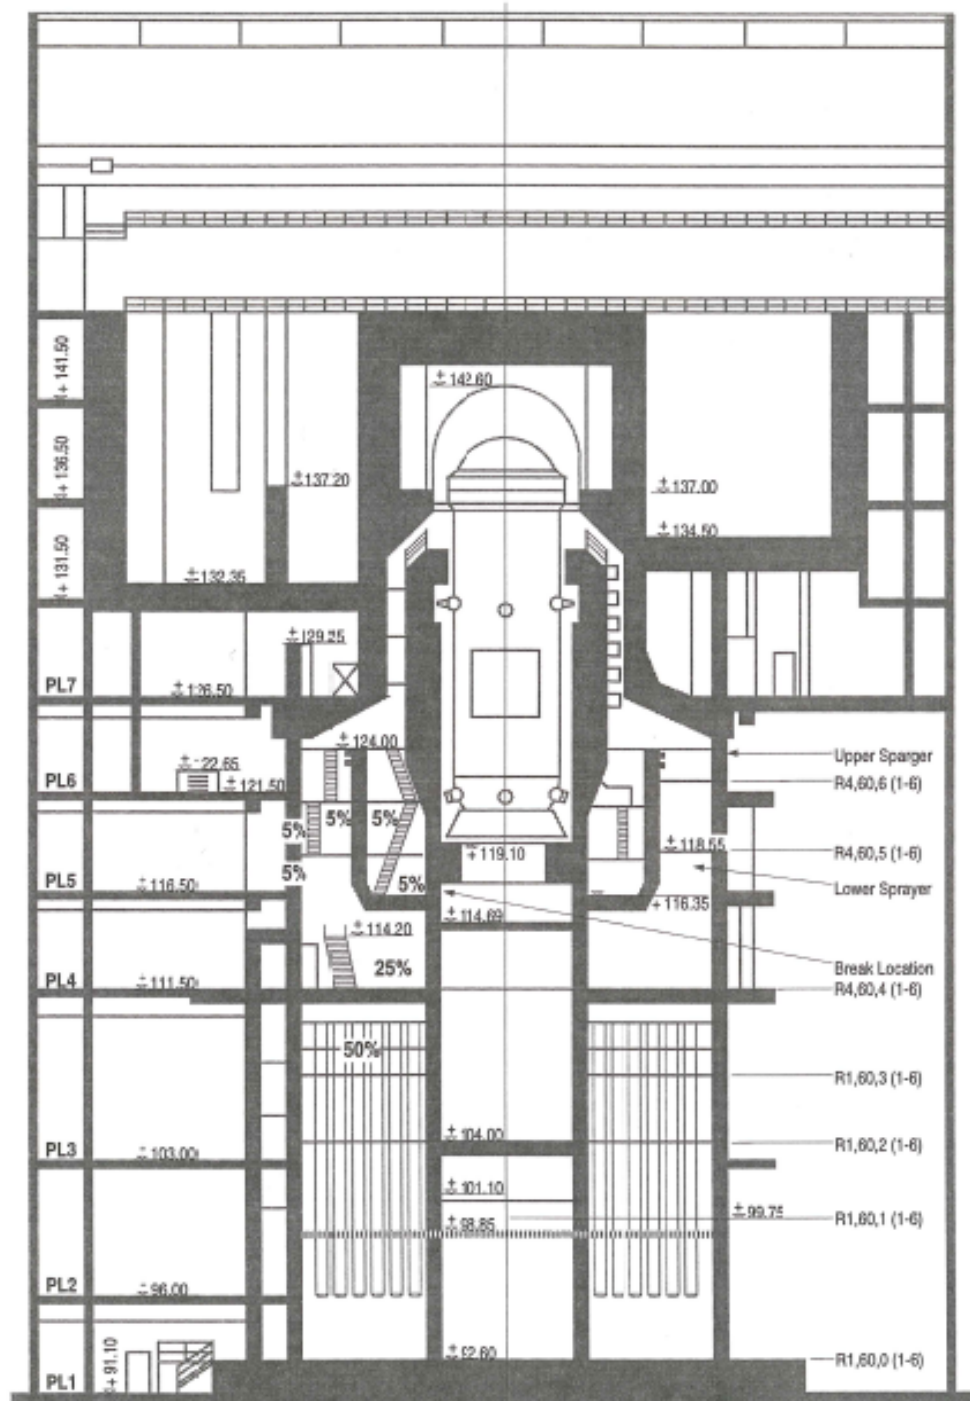 + 141.50
+ 142.60
+ 136.50
+137.20
+137.00
+ 131.50
+134.50
+132.35
+129.25
PL7
+126.50
+124.00
Upper Sparger
PL6
+121.50
R4,60,6 (1-6)
5%
5%
5%
+118.55
R4,60,5 (1-6)
+119.10
5%
PL5
+116.50
5%
Lower Sprayer
+116.35
+114.69
+114.20
25%
Break Location
PL4
+111.50
R4,60,4 (1-6)
50%
R1,60,3 (1-6)
+104.00
R1,60,2 (1-6)
PL3
+103.00
+101.10
+98.85
+99.75
R1,60,1 (1-6)
PL2
+96.00
+ 91.10
R1,60,0 (1-6)
PL1